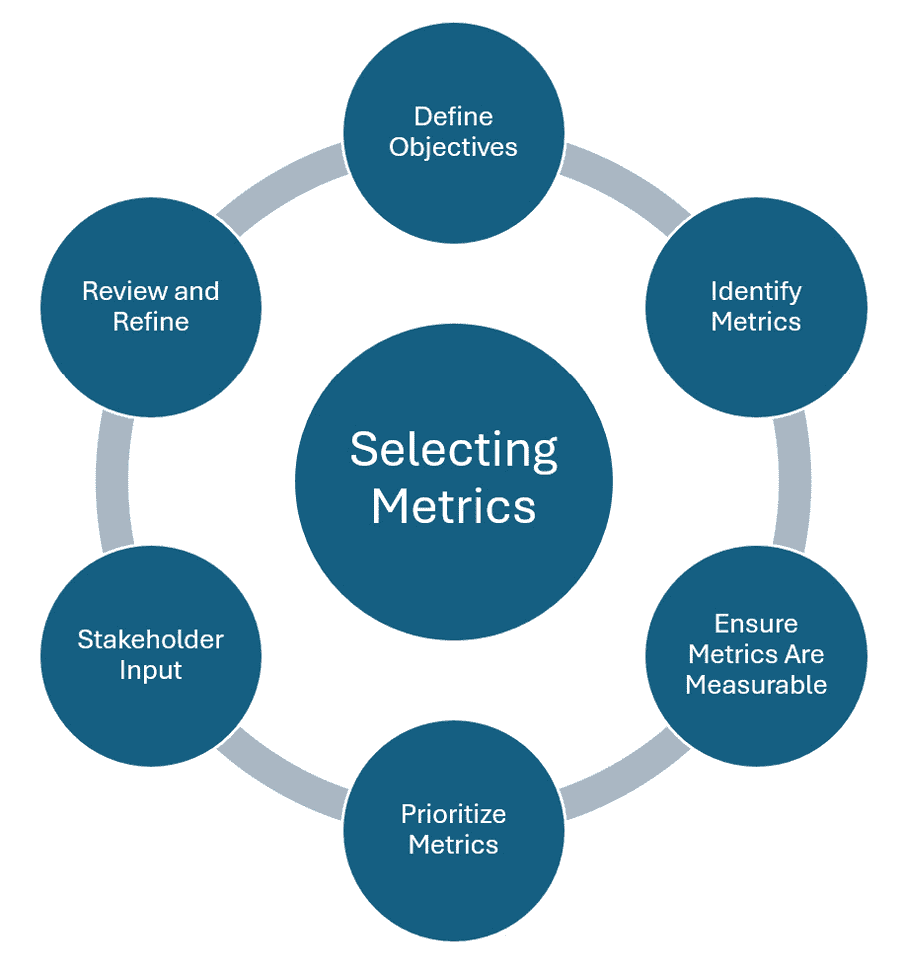 Define
Objectives
Identify
Metrics
Ensure
Metrics Are
Measurable
Prioritize
Metrics
Stakeholder
Input
Review and
Refine
Selecting
Metrics